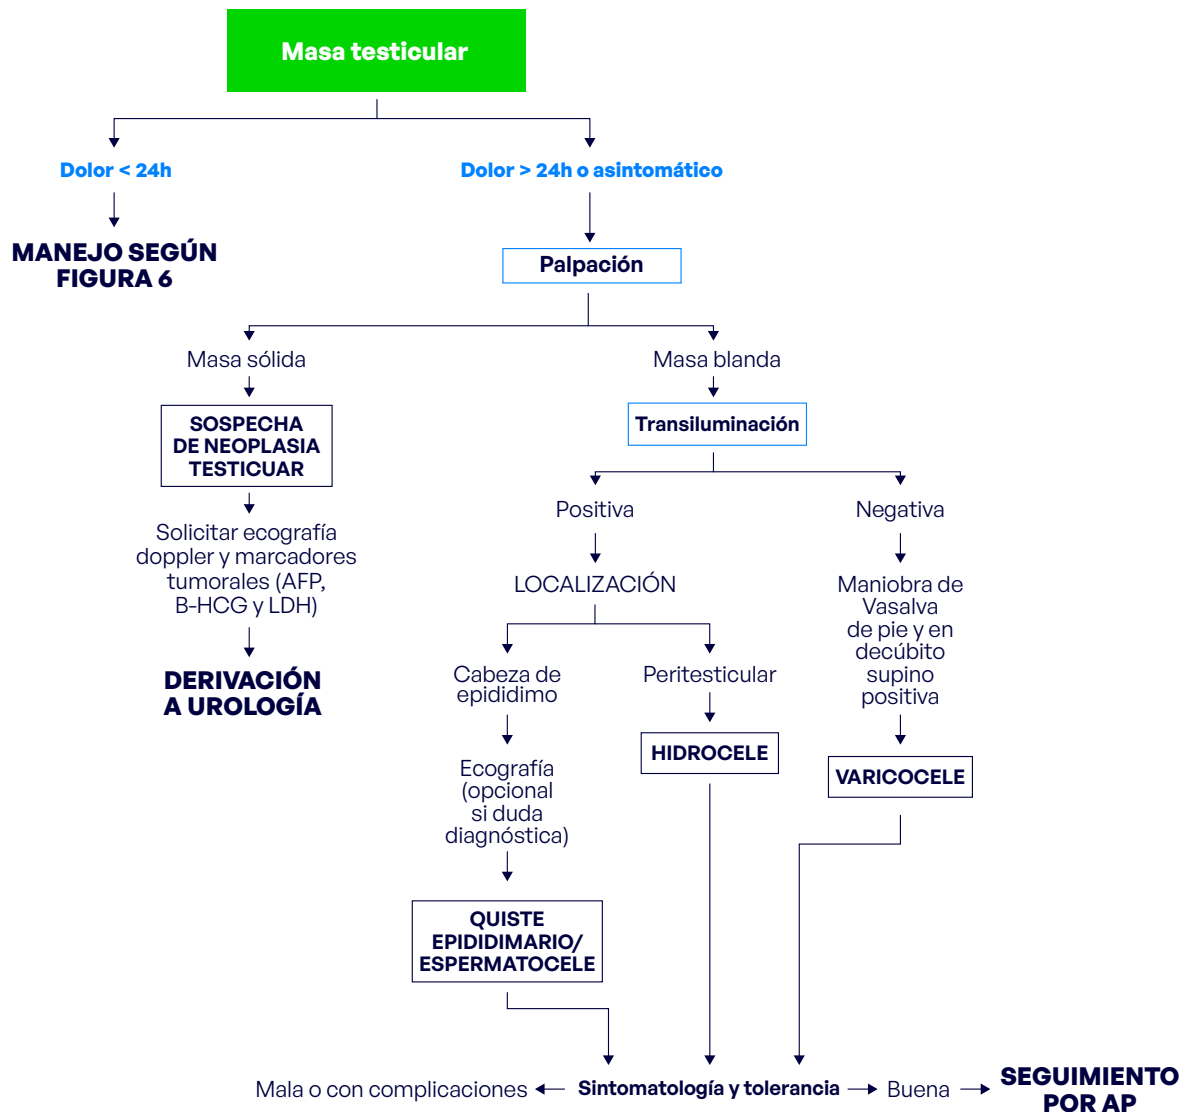 Masa testicular
Dolor < 24h
Dolor > 24h o asintomático
MANEJO SEGÚN
FIGURA 6
Palpación
Masa sólida
Masa blanda
SOSPECHA
DE NEOPLASIA
TESTICUAR
Transiluminación
Solicitar ecografía
doppler y marcadores
tumorales (AFP,
B-HCG y LDH)
DERIVACIÓN
A UROLOGÍA
Positiva
Negativa
LOCALIZACIÓN
Maniobra de
Vasalva
de pie y en
decúbito
supino
positiva
Cabeza de
epididimo
Peritesticular
HIDROCELE
VARICOCELE
Ecografía
(opcional
si duda
diagnóstica)
QUISTE
EPIDIDIMARIO/
ESPERMATOCELE
Mala o con complicaciones
Sintomatología y tolerancia
Buena
SEGUIMIENTO
POR AP